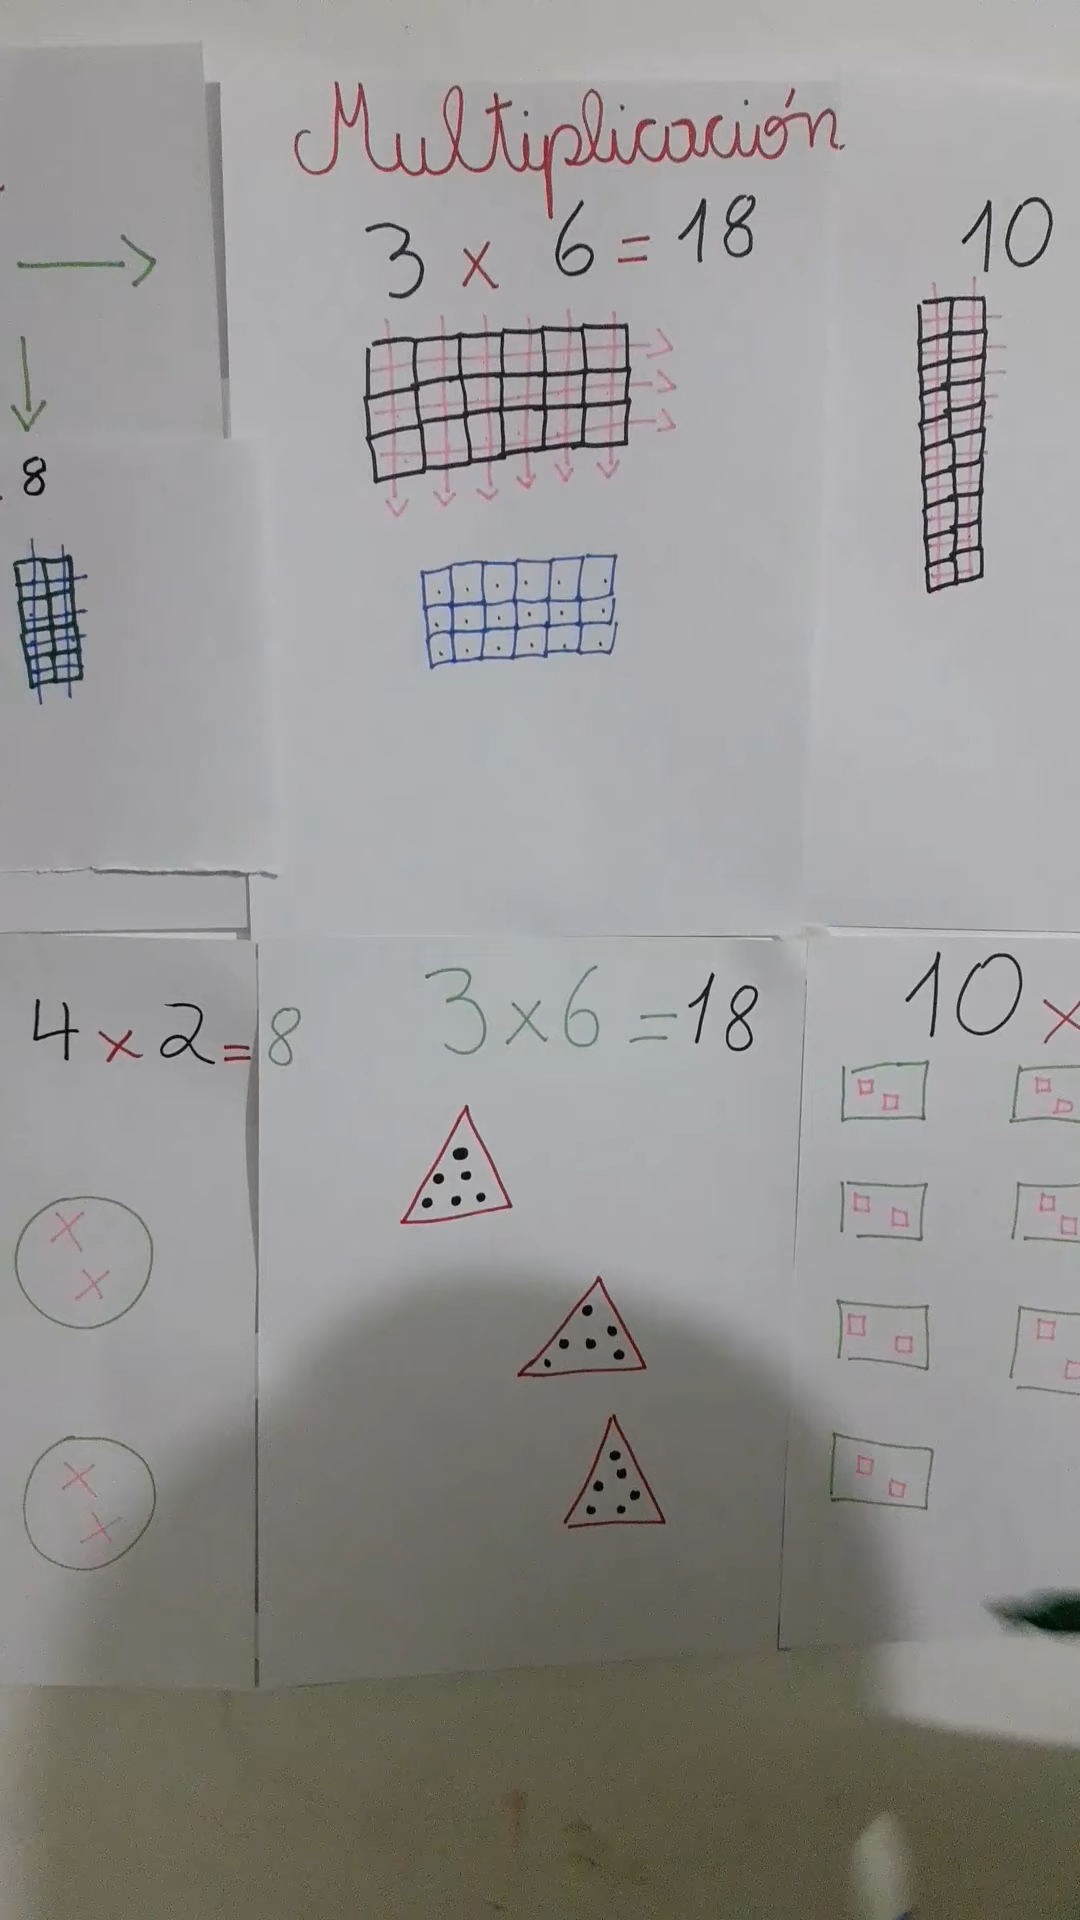 Multiplicación
3 x 6 = 18
10
8
4 x 2 = 8
3 x 6 = 18
10 x